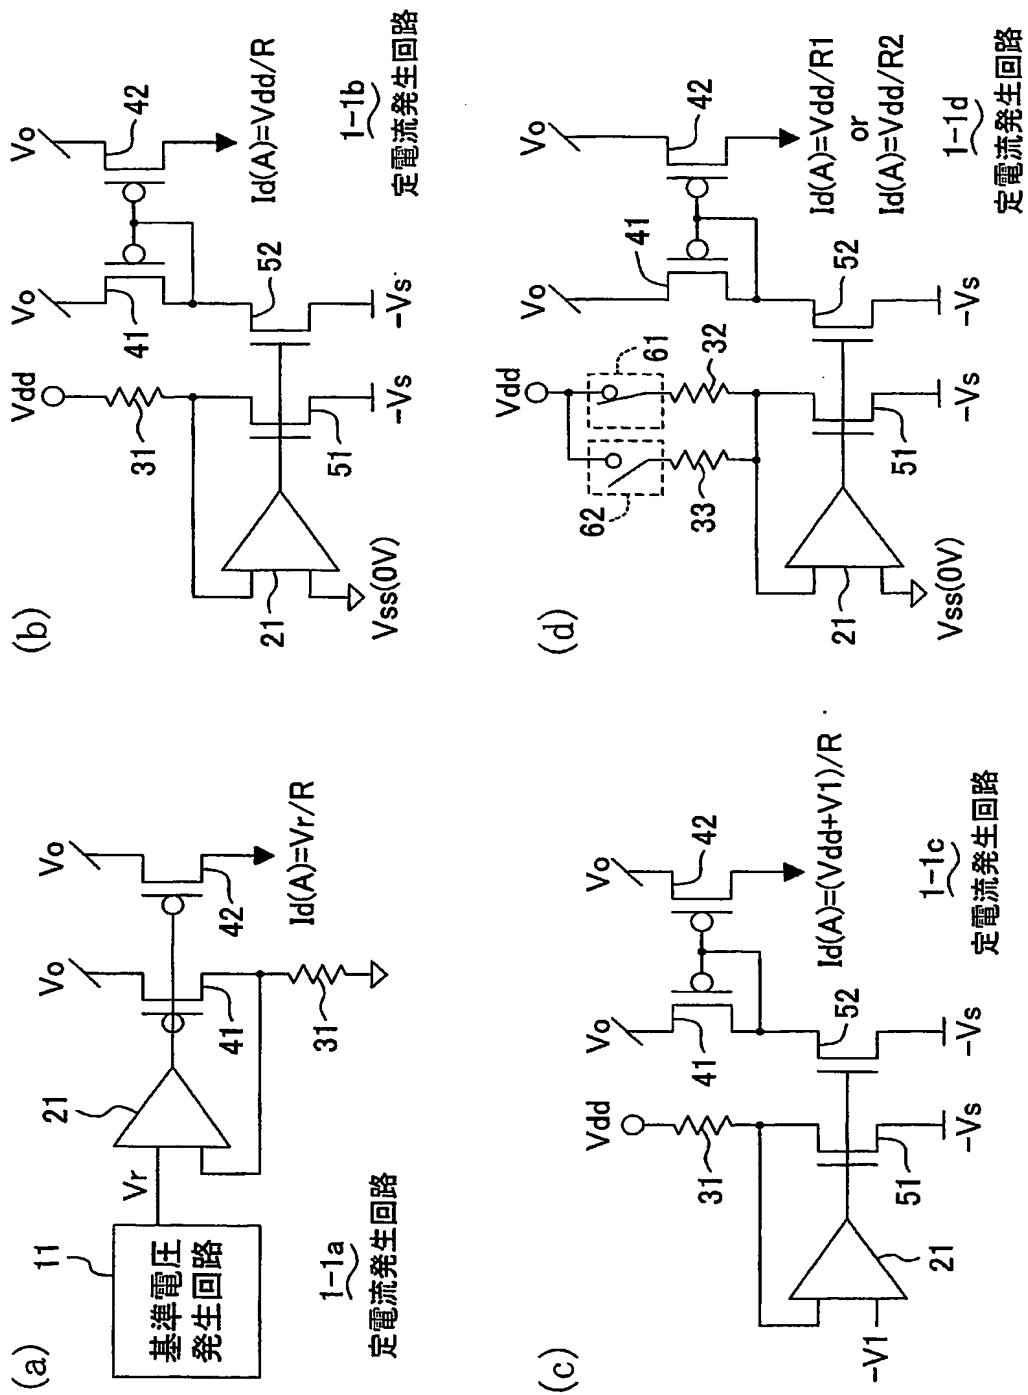 (a)
11
基準電圧
発生回路
Vr
21
Vo
Vo
41
42
31
Id(A)=Vr/R
1-1a
定電流発生回路
(b)
Vdd
Vo
Vo
31
41
42
21
51
52
Vss(0V)
-Vs
-Vs
Id(A)=Vdd/R
1-1b
定電流発生回路
(c)
Vdd
Vo
Vo
31
41
42
-V1
21
51
52
-Vs
-Vs
Id(A)=(Vdd+V1)/R
1-1c
定電流発生回路
(d)
Vdd
Vo
Vo
62
61
41
42
33
32
21
51
52
Vss(0V)
-Vs
-Vs
Id(A)=Vdd/R1
or
Id(A)=Vdd/R2
1-1d
定電流発生回路